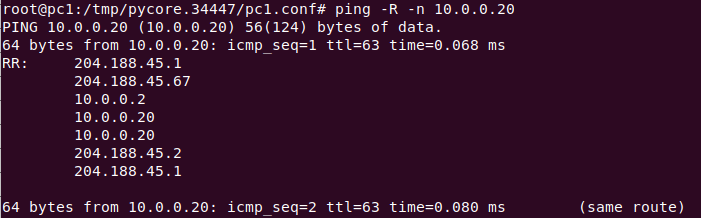 root@pc1:/tmp/pycore.34447/pc1.conf# ping -R -n 10.0.0.20
PING 10.0.0.20 (10.0.0.20) 56(124) bytes of data.
64 bytes from 10.0.0.20: icmp_seq=1 ttl=63 time=0.068 ms
RR:     204.188.45.1
        204.188.45.67
        10.0.0.2
        10.0.0.20
        10.0.0.20
        204.188.45.2
        204.188.45.1
64 bytes from 10.0.0.20: icmp_seq=2 ttl=63 time=0.080 ms        (same route)